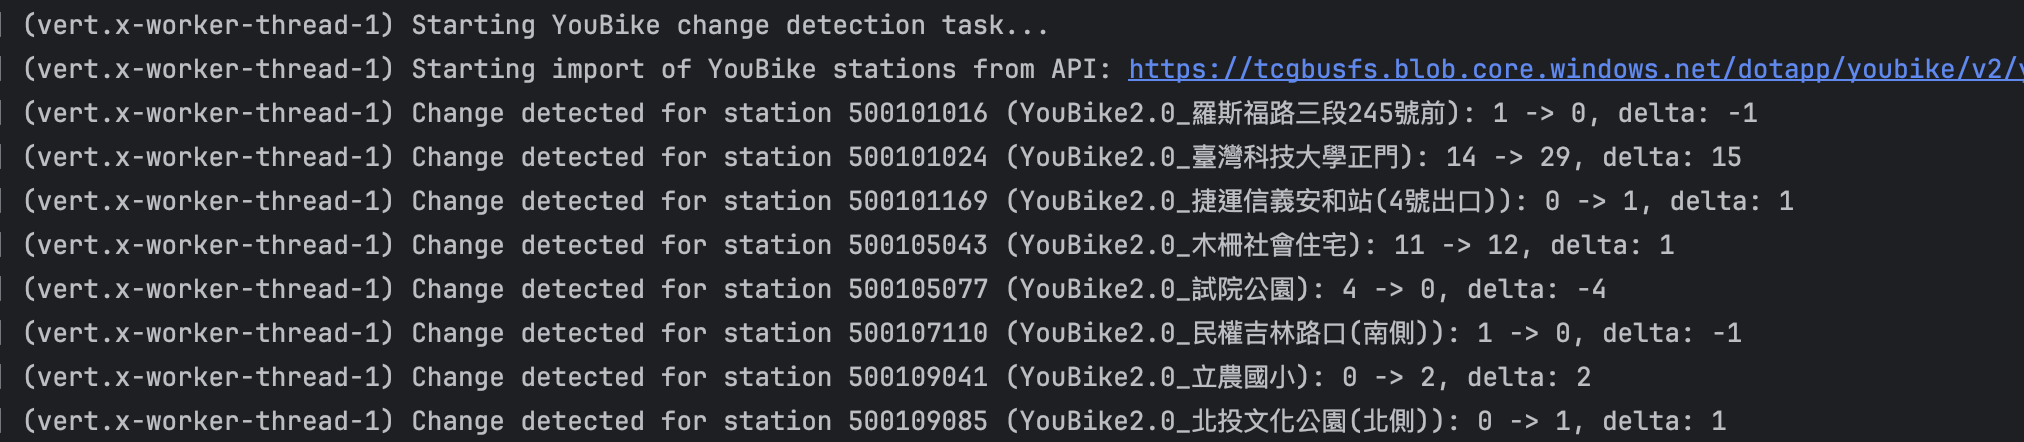 (vert.x-worker-thread-1) Starting YouBike change detection task...
(vert.x-worker-thread-1) Starting import of YouBike stations from API: https://tcgbusfs.blob.core.windows.net/dotapp/youbike/v2/
(vert.x-worker-thread-1) Change detected for station 500101016 (YouBike2.0_羅斯福路三段245號前): 1 -> 0, delta: -1
(vert.x-worker-thread-1) Change detected for station 500101024 (YouBike2.0_臺灣科技大學正門): 14 -> 29, delta: 15
(vert.x-worker-thread-1) Change detected for station 500101169 (YouBike2.0_捷運信義安和站(4號出口)): 0 -> 1, delta: 1
(vert.x-worker-thread-1) Change detected for station 500105043 (YouBike2.0_木柵社會住宅): 11 -> 12, delta: 1
(vert.x-worker-thread-1) Change detected for station 500105077 (YouBike2.0_試院公園): 4 -> 0, delta: -4
(vert.x-worker-thread-1) Change detected for station 500107110 (YouBike2.0_民權吉林路口(南側)): 1 -> 0, delta: -1
(vert.x-worker-thread-1) Change detected for station 500109041 (YouBike2.0_立農國小): 0 -> 2, delta: 2
(vert.x-worker-thread-1) Change detected for station 500109085 (YouBike2.0_北投文化公園(北側)): 0 -> 1, delta: 1